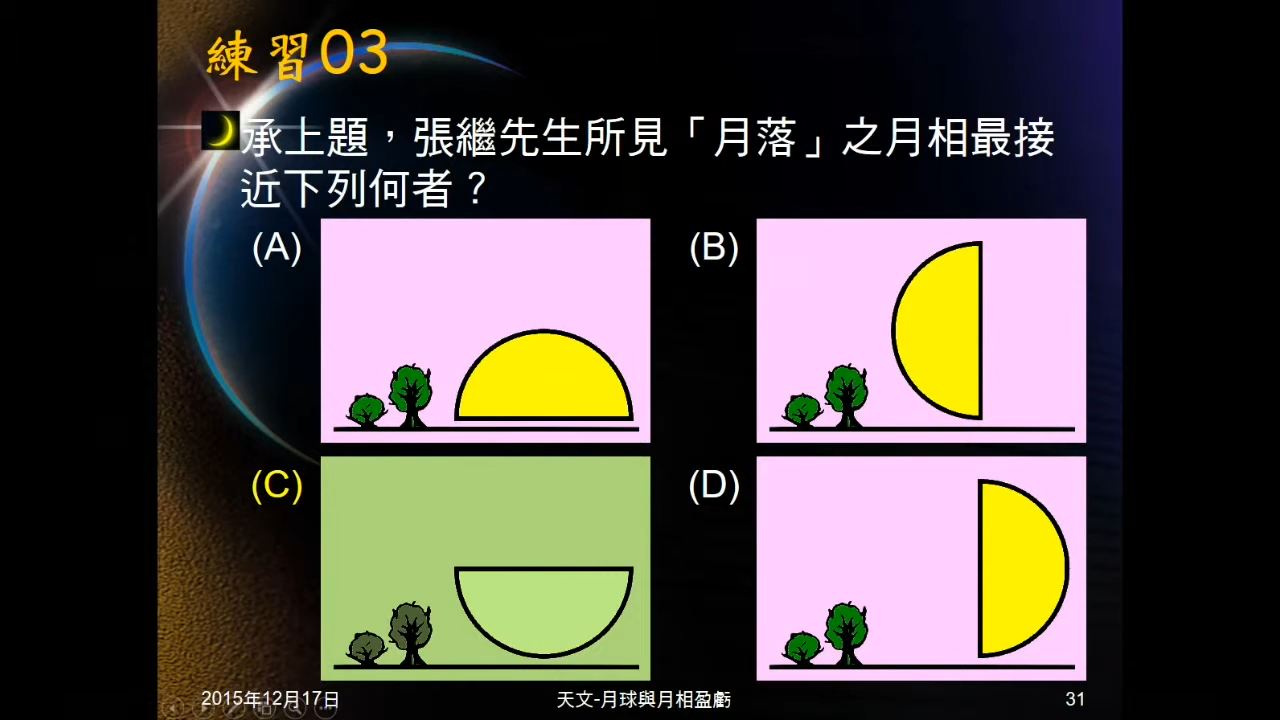 練習03
承上題，張繼先生所見「月落」之月相最接
近下列何者？
(A)
(B)
(C)
(D)
2015年12月17日
天文-月球與月相盈虧
31